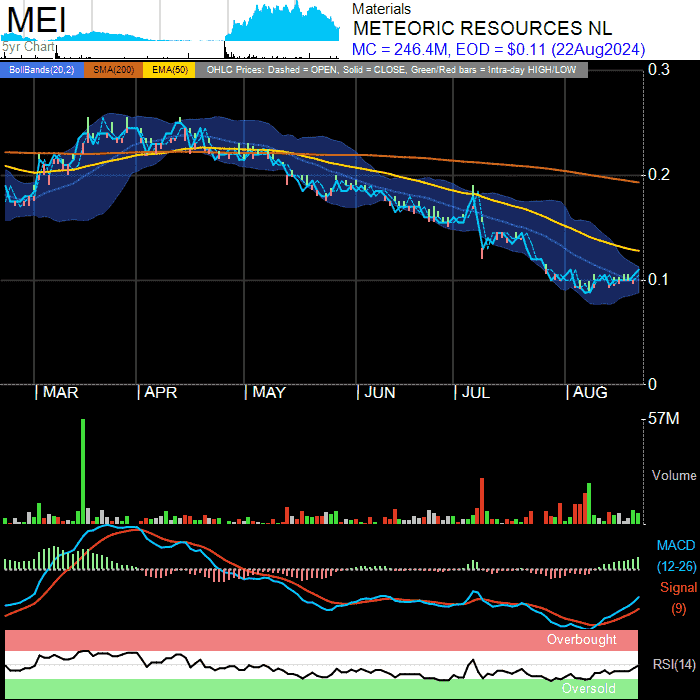 MEI
5yr Chart
Materials
METEORIC RESOURCES NL
MC = 246.4M, EOD = $0.11 (22Aug2024)
BollBands(20,2) SMA(200) EMA(50) OHLC Prices: Dashed = OPEN, Solid = CLOSE, Green/Red bars = Intra-day HIGH/LOW
0.3
0.2
0.1
0
| MAR | APR | MAY | JUN | JUL | AUG
57M
Volume
MACD
(12-26)
Signal
(9)
Overbought
RSI(14)
Oversold